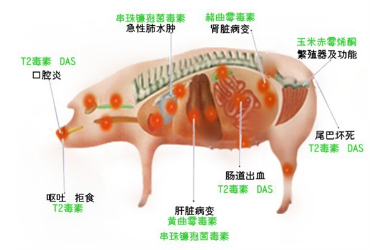 串珠镰孢菌毒素
急性肺水肿
赭曲霉毒素
肾脏病变
玉米赤霉烯酮
繁殖器及功能
T2毒素 DAS
口腔炎
尾巴坏死
T2毒素 DAS
肠道出血
T2毒素 DAS
呕吐 拒食
T2毒素
肝脏病变
黄曲霉毒素
串珠镰孢菌毒素